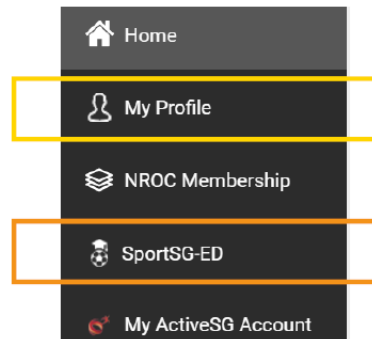 Home
My Profile
NROC Membership
SportSG-ED
My ActiveSG Account